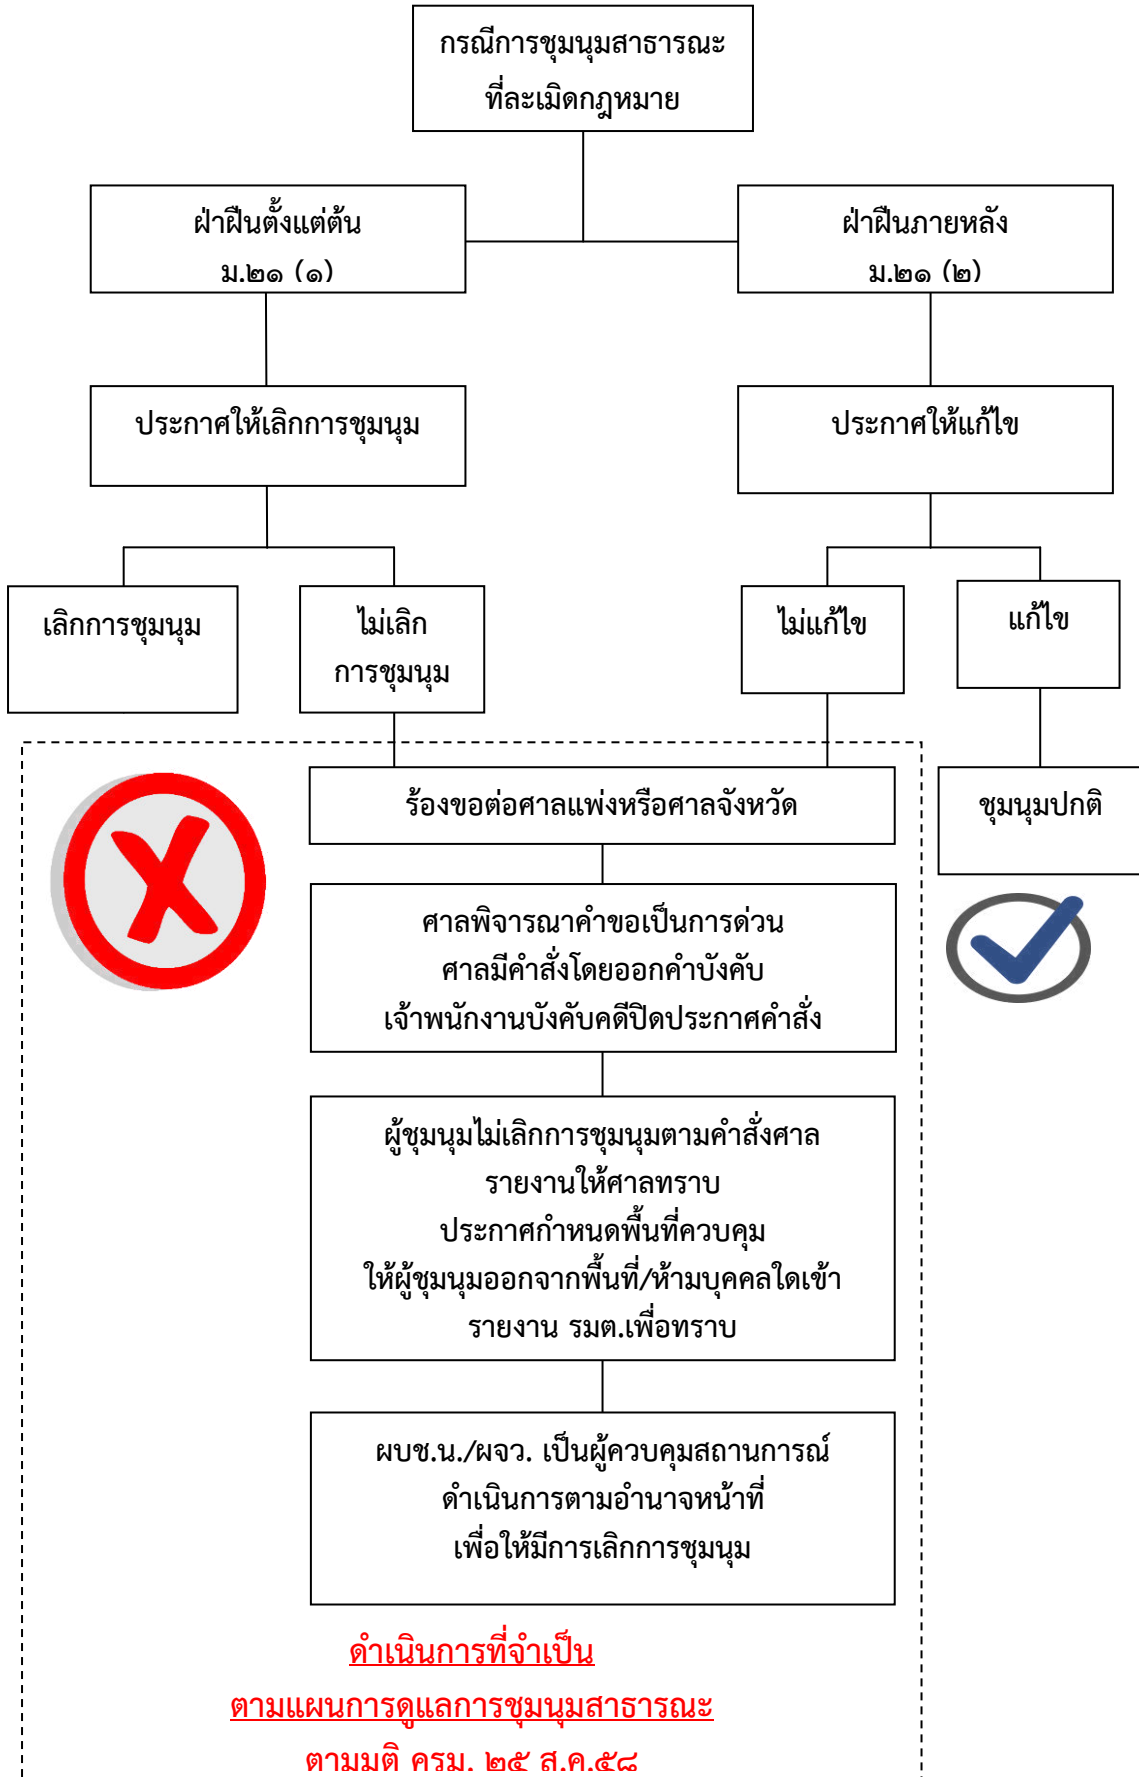 กรณีการชุมนุมสาธารณะ
ที่ละเมิดกฎหมาย
ฝ่าฝืนตั้งแต่ต้น
ม.๒๑ (๑)
ฝ่าฝืนภายหลัง
ม.๒๑ (๒)
ประกาศให้เลิกการชุมนุม
ประกาศให้แก้ไข
เลิกการชุมนุม
ไม่เลิก
การชุมนุม
ไม่แก้ไข
แก้ไข
ร้องขอต่อศาลแพ่งหรือศาลจังหวัด
ชุมนุมปกติ
ศาลพิจารณาคำขอเป็นการด่วน
ศาลมีคำสั่งโดยออกคำบังคับ
เจ้าพนักงานบังคับคดีปิดประกาศคำสั่ง
ผู้ชุมนุมไม่เลิกการชุมนุมตามคำสั่งศาล
รายงานให้ศาลทราบ
ประกาศกำหนดพื้นที่ควบคุม
ให้ผู้ชุมนุมออกจากพื้นที่/ห้ามบุคคลใดเข้า
รายงาน รมต.เพื่อทราบ
ผบช.น./ผจว. เป็นผู้ควบคุมสถานการณ์
ดำเนินการตามอำนาจหน้าที่
เพื่อให้มีการเลิกการชุมนุม
ดำเนินการที่จำเป็น
ตามแผนการดูแลการชุมนุมสาธารณะ
ตามมติ ครม. ๒๕ ส.ค.๕๘